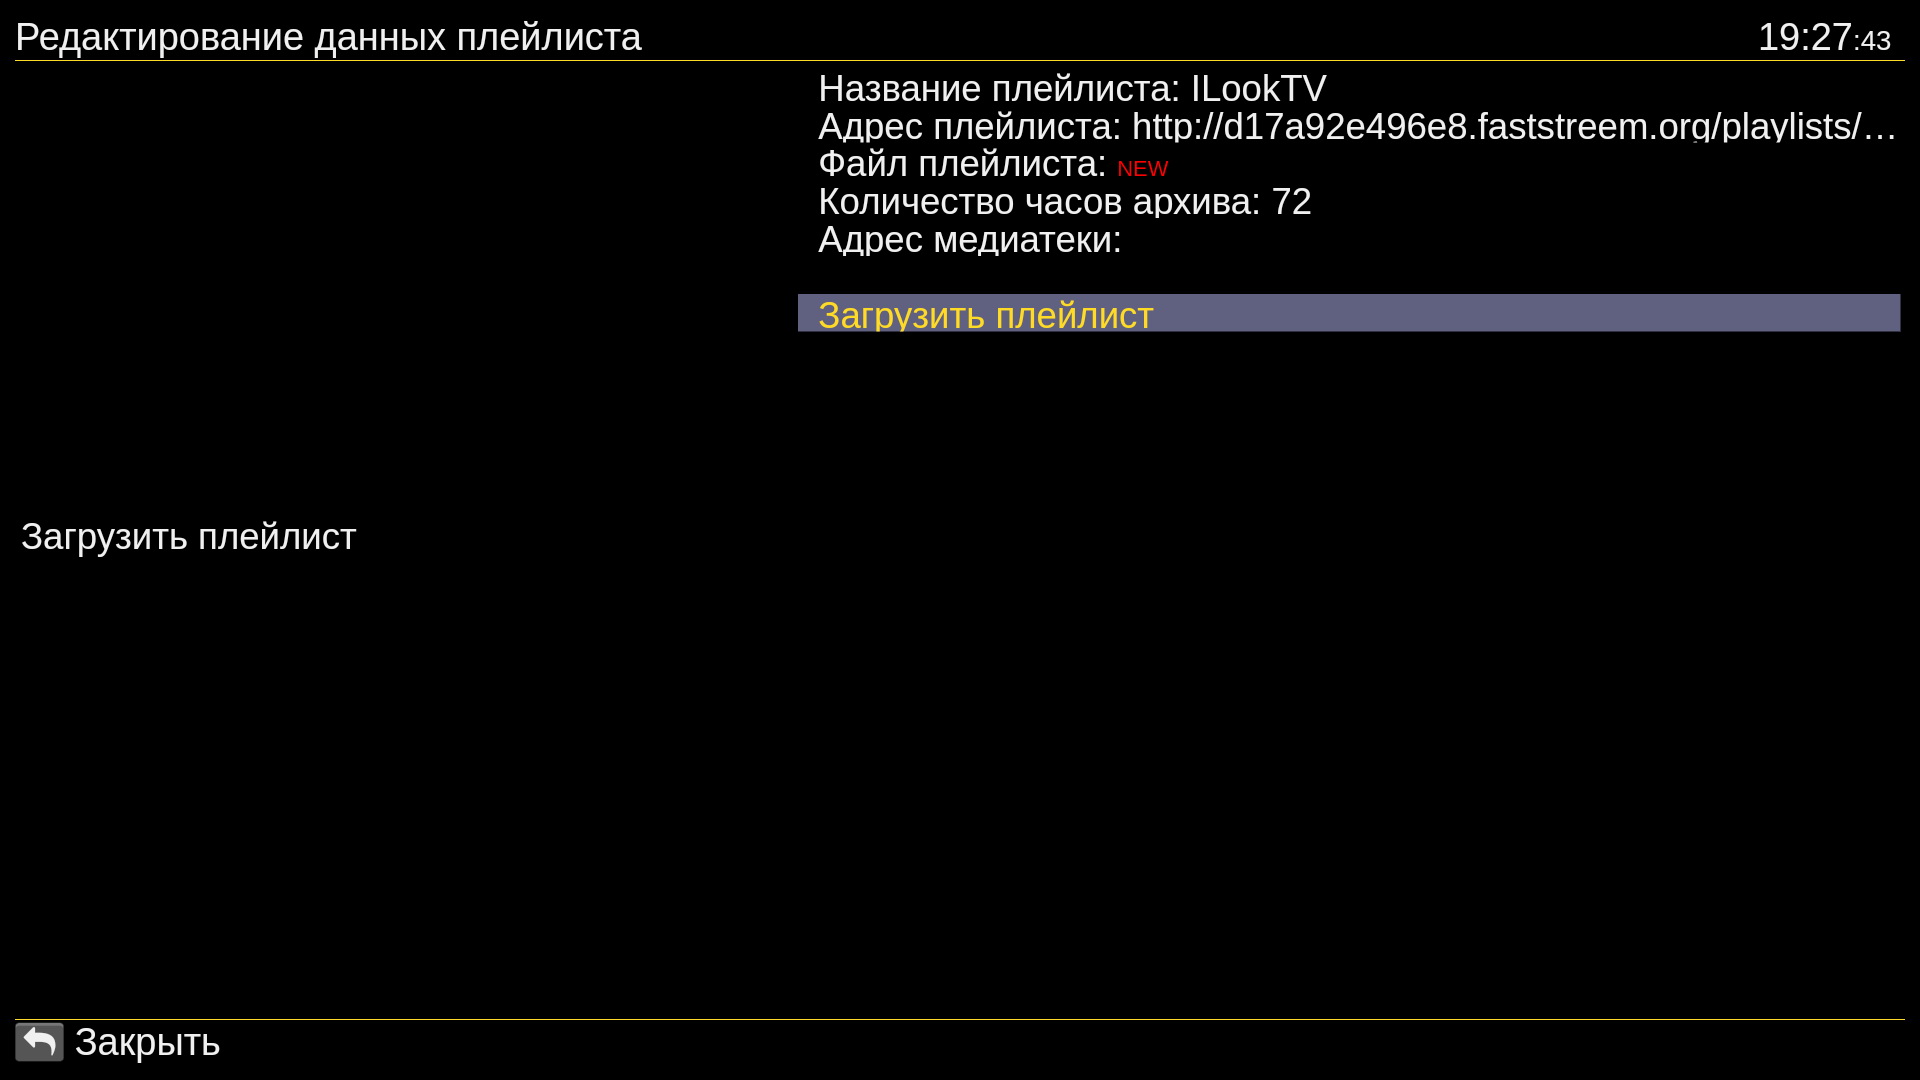 Редактирование данных плейлиста
19:27:43
Название плейлиста: ILookTV
Адрес плейлиста: http://d17a92e496e8.faststreem.org/playlists/…
Файл плейлиста: NEW
Количество часов архива: 72
Адрес медиатеки:
Загрузить плейлист
Загрузить плейлист
Закрыть